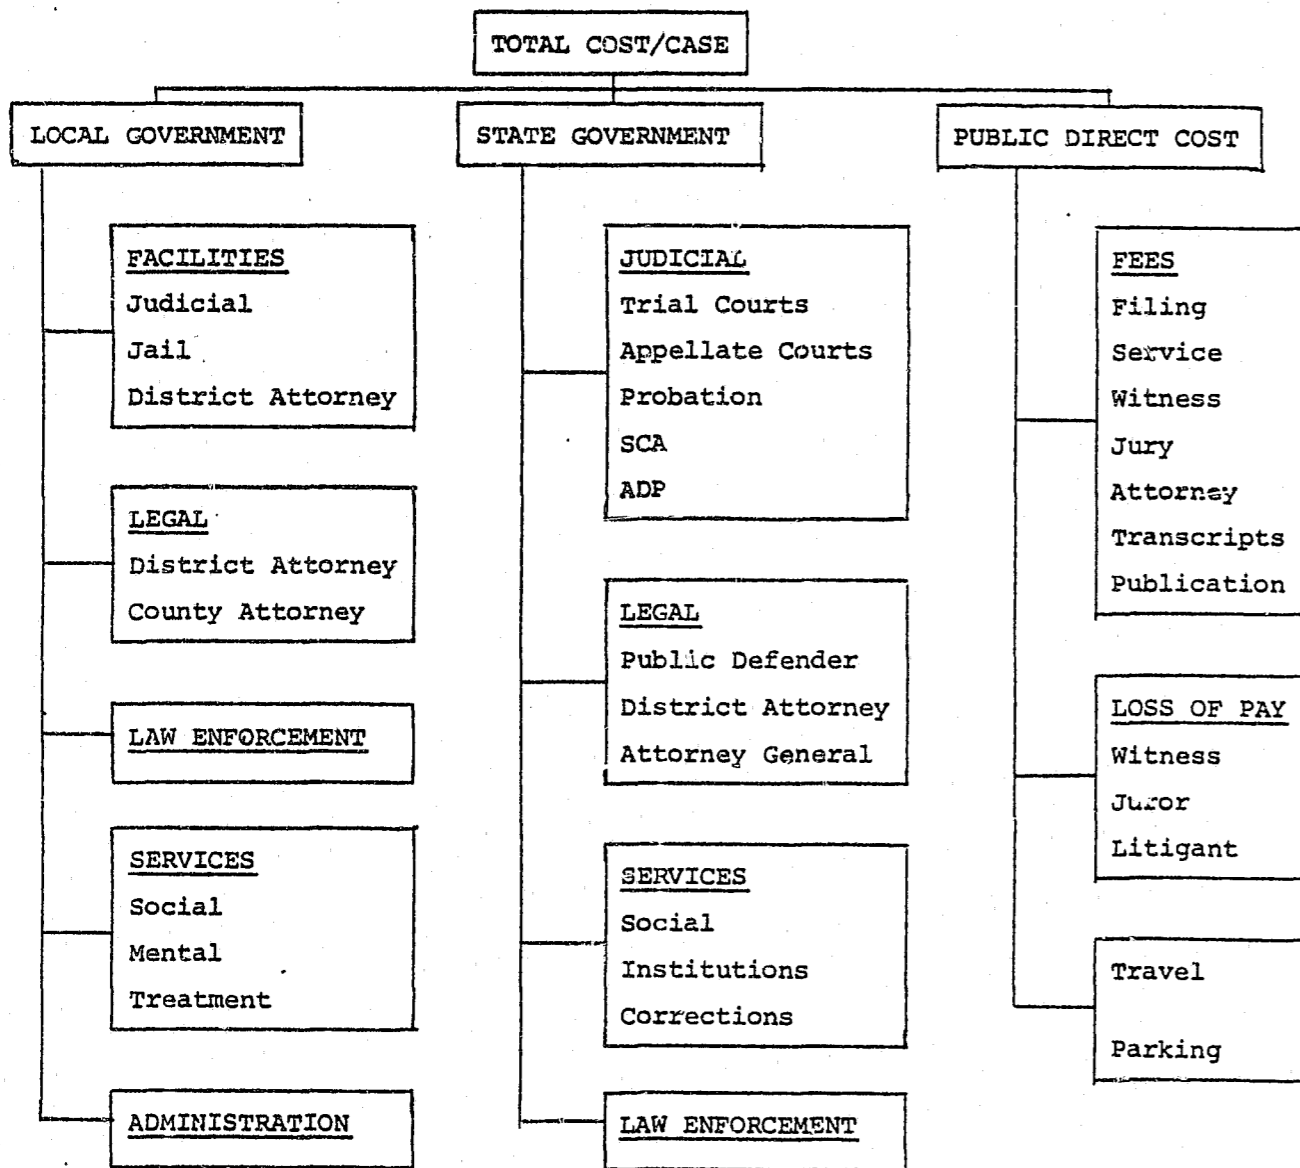 TOTAL COST/CASE
LOCAL GOVERNMENT
FACILITIES
Judicial
Jail
District Attorney
LEGAL
District Attorney
County Attorney
LAW ENFORCEMENT
SERVICES
Social
Mental
Treatment
ADMINISTRATION
STATE GOVERNMENT
JUDICIAL
Trial Courts
Appellate Courts
Probation
SCA
ADP
LEGAL
Public Defender
District Attorney
Attorney General
SERVICES
Social
Institutions
Corrections
LAW ENFORCEMENT
PUBLIC DIRECT COST
FEES
Filing
Service
Witness
Jury
Attorney
Transcripts
Publication
LOSS OF PAY
Witness
Juror
Litigant
Travel
Parking